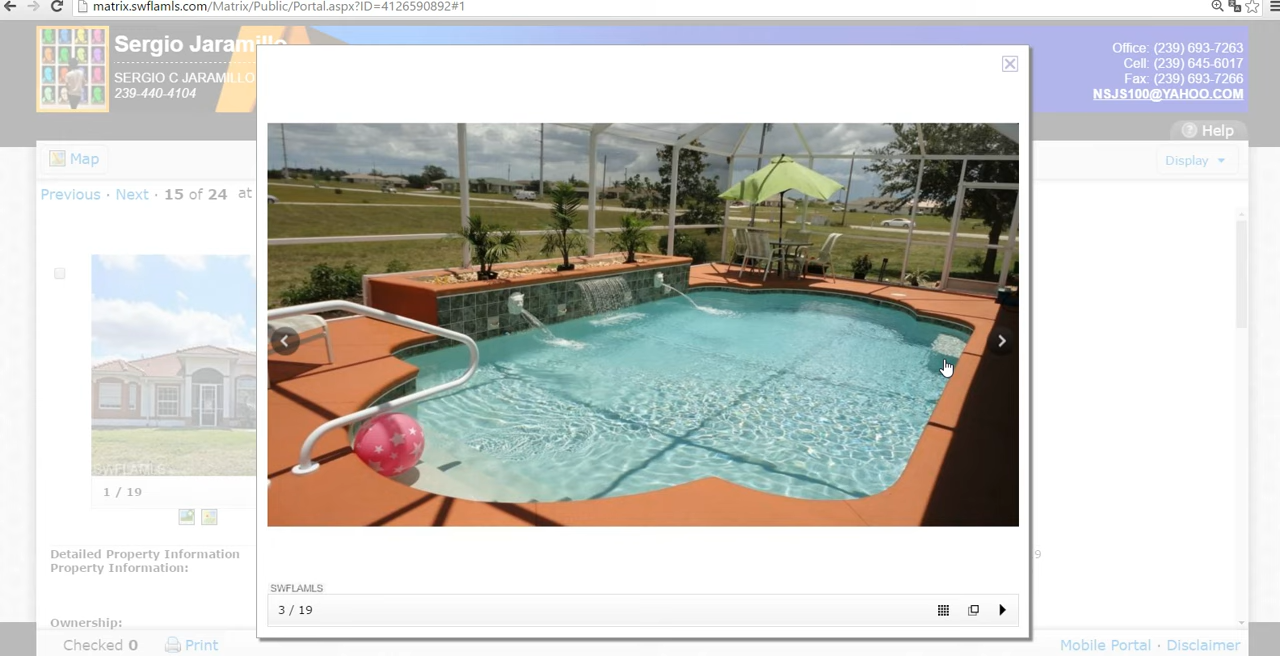 matrix.swflamls.com/Matrix/Public/Portal.aspx?ID=4126590892#1
Sergio Jaramillo
SERGIO C JARAMILLO
239-440-4104
Office: (239) 693-7263
Cell: (239) 645-6017
Fax: (239) 693-7266
NSJS100@YAHOO.COM
? Help
Map
Display
Previous · Next · 15 of 24 at
SWFLAMLS
1 / 19
Detailed Property Information
9
Property Information:
Ownership:
SWFLAMLS
3 / 19
Checked 0
Print
Mobile Portal · Disclaimer